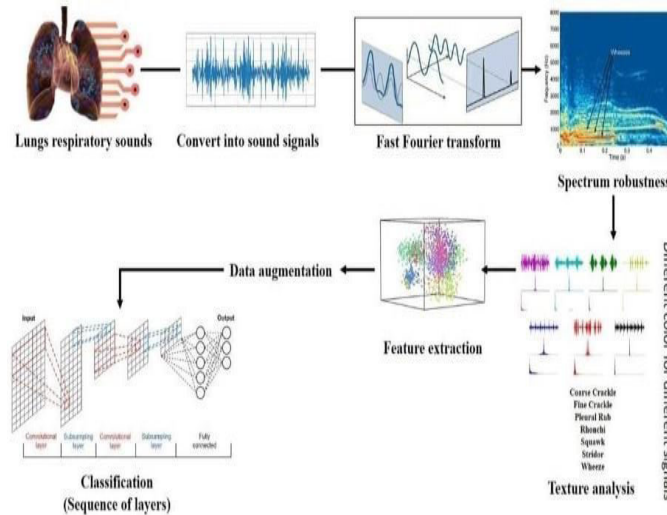 Lungs respiratory sounds
Convert into sound signals
Fast Fourier transform
Wheezes
Time (s)
Spectrum robustness
Different color for different signals
Data augmentation
Feature extraction
Coarse Crackle
Fine Crackle
Pleural Rub
Rhonchi
Squawk
Stridor
Wheeze
Texture analysis
Input
Output
Convolutional layer
Subsampling layer
Convolutional layer
Subsampling layer
Fully connected
Classification
(Sequence of layers)